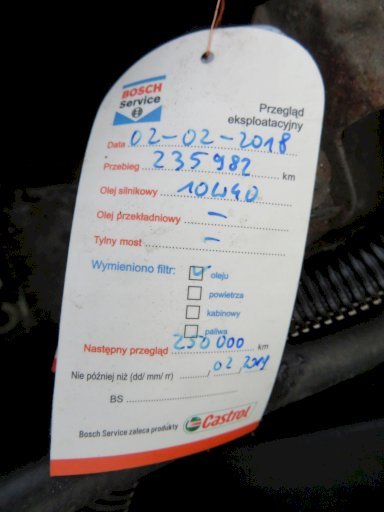 BOSCH
Service
Przegląd
eksploatacyjny
Data 02-02-2018
Przebieg 235982 km
Olej silnikowy 10W40
Olej przekładniowy -
Tylny most -
Wymieniono filtr:
oleju
powietrza
kabinowy
paliwa
Następny przegląd 250 000 km
Nie później niż (dd/ mm/ rr) / 02 / 2019
BS
Bosch Service zaleca produkty Castrol